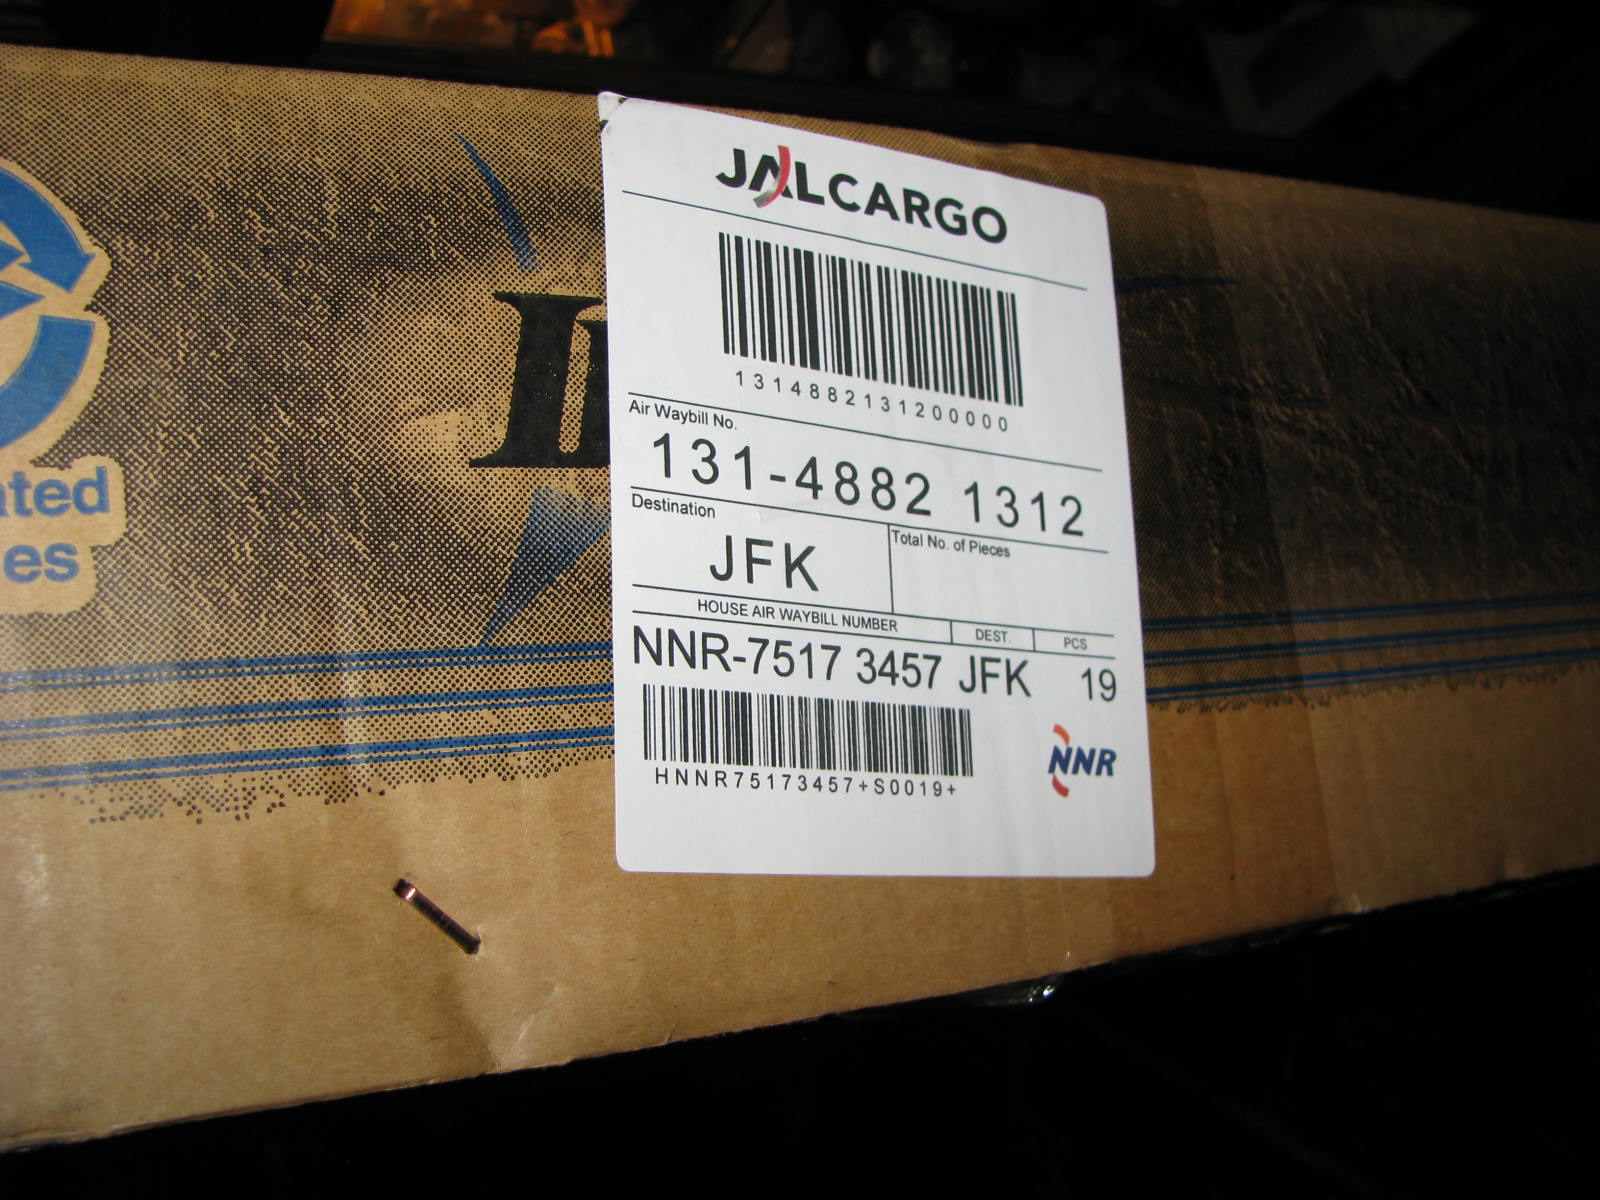 JALCARGO
1314882131200000
Air Waybill No.
131-4882 1312
Destination
JFK
Total No. of Pieces
HOUSE AIR WAYBILL NUMBER
DEST.
PCS
NNR-7517 3457 JFK 19
HNNR75173457+S0019+
NNR
ated
es